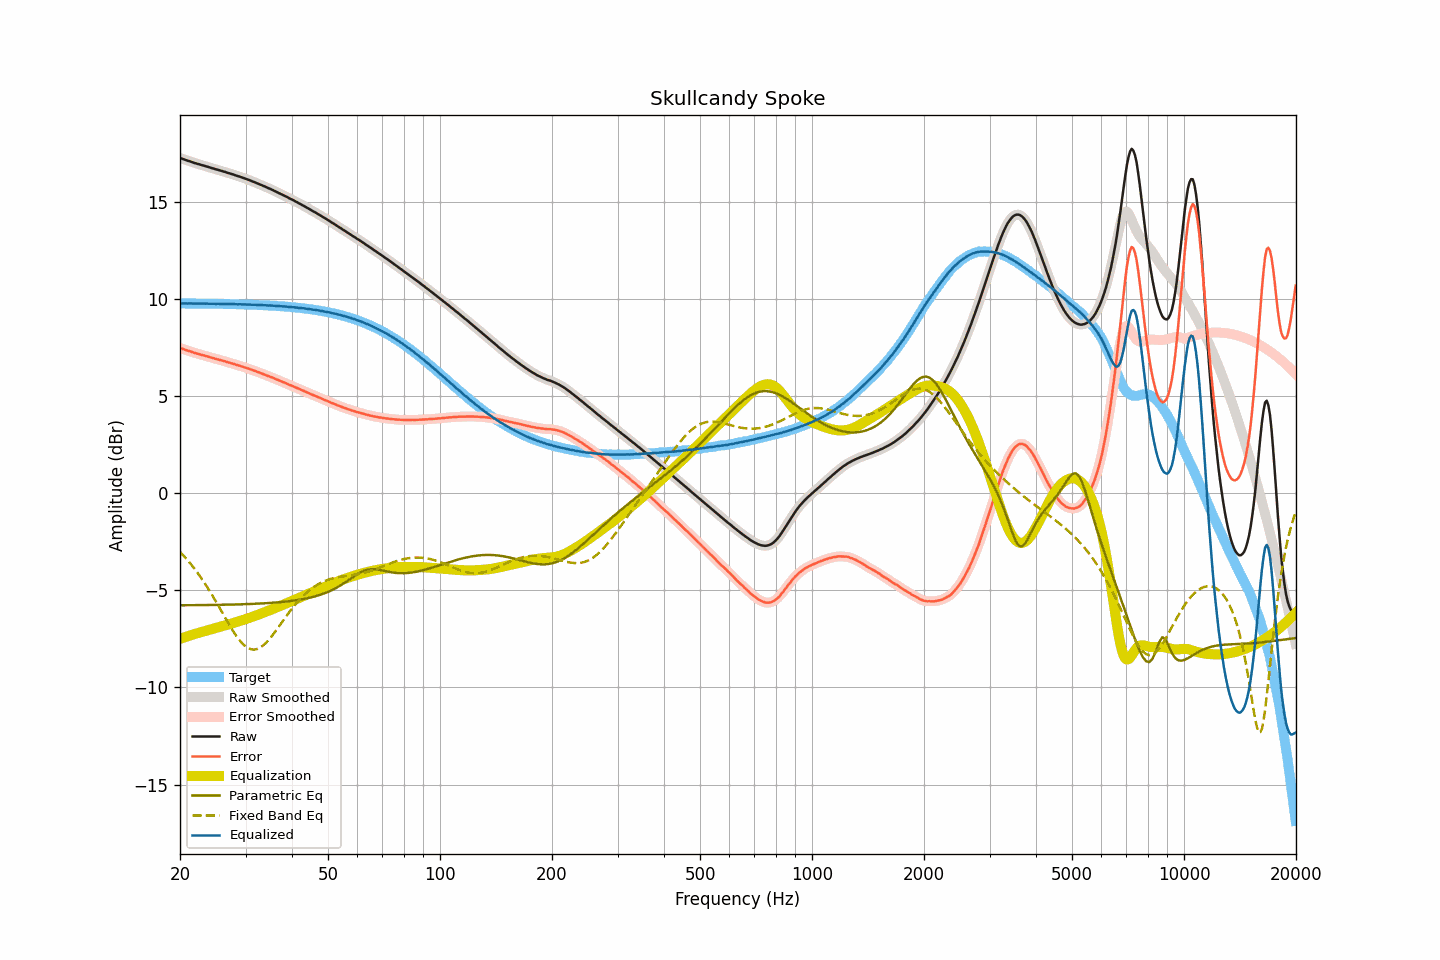 Skullcandy Spoke
Amplitude (dBr)
15
10
5
0
−5
−10
−15
Target
Raw Smoothed
Error Smoothed
Raw
Error
Equalization
Parametric Eq
Fixed Band Eq
Equalized
20 50 100 200 500 1000 2000 5000 10000 20000
Frequency (Hz)